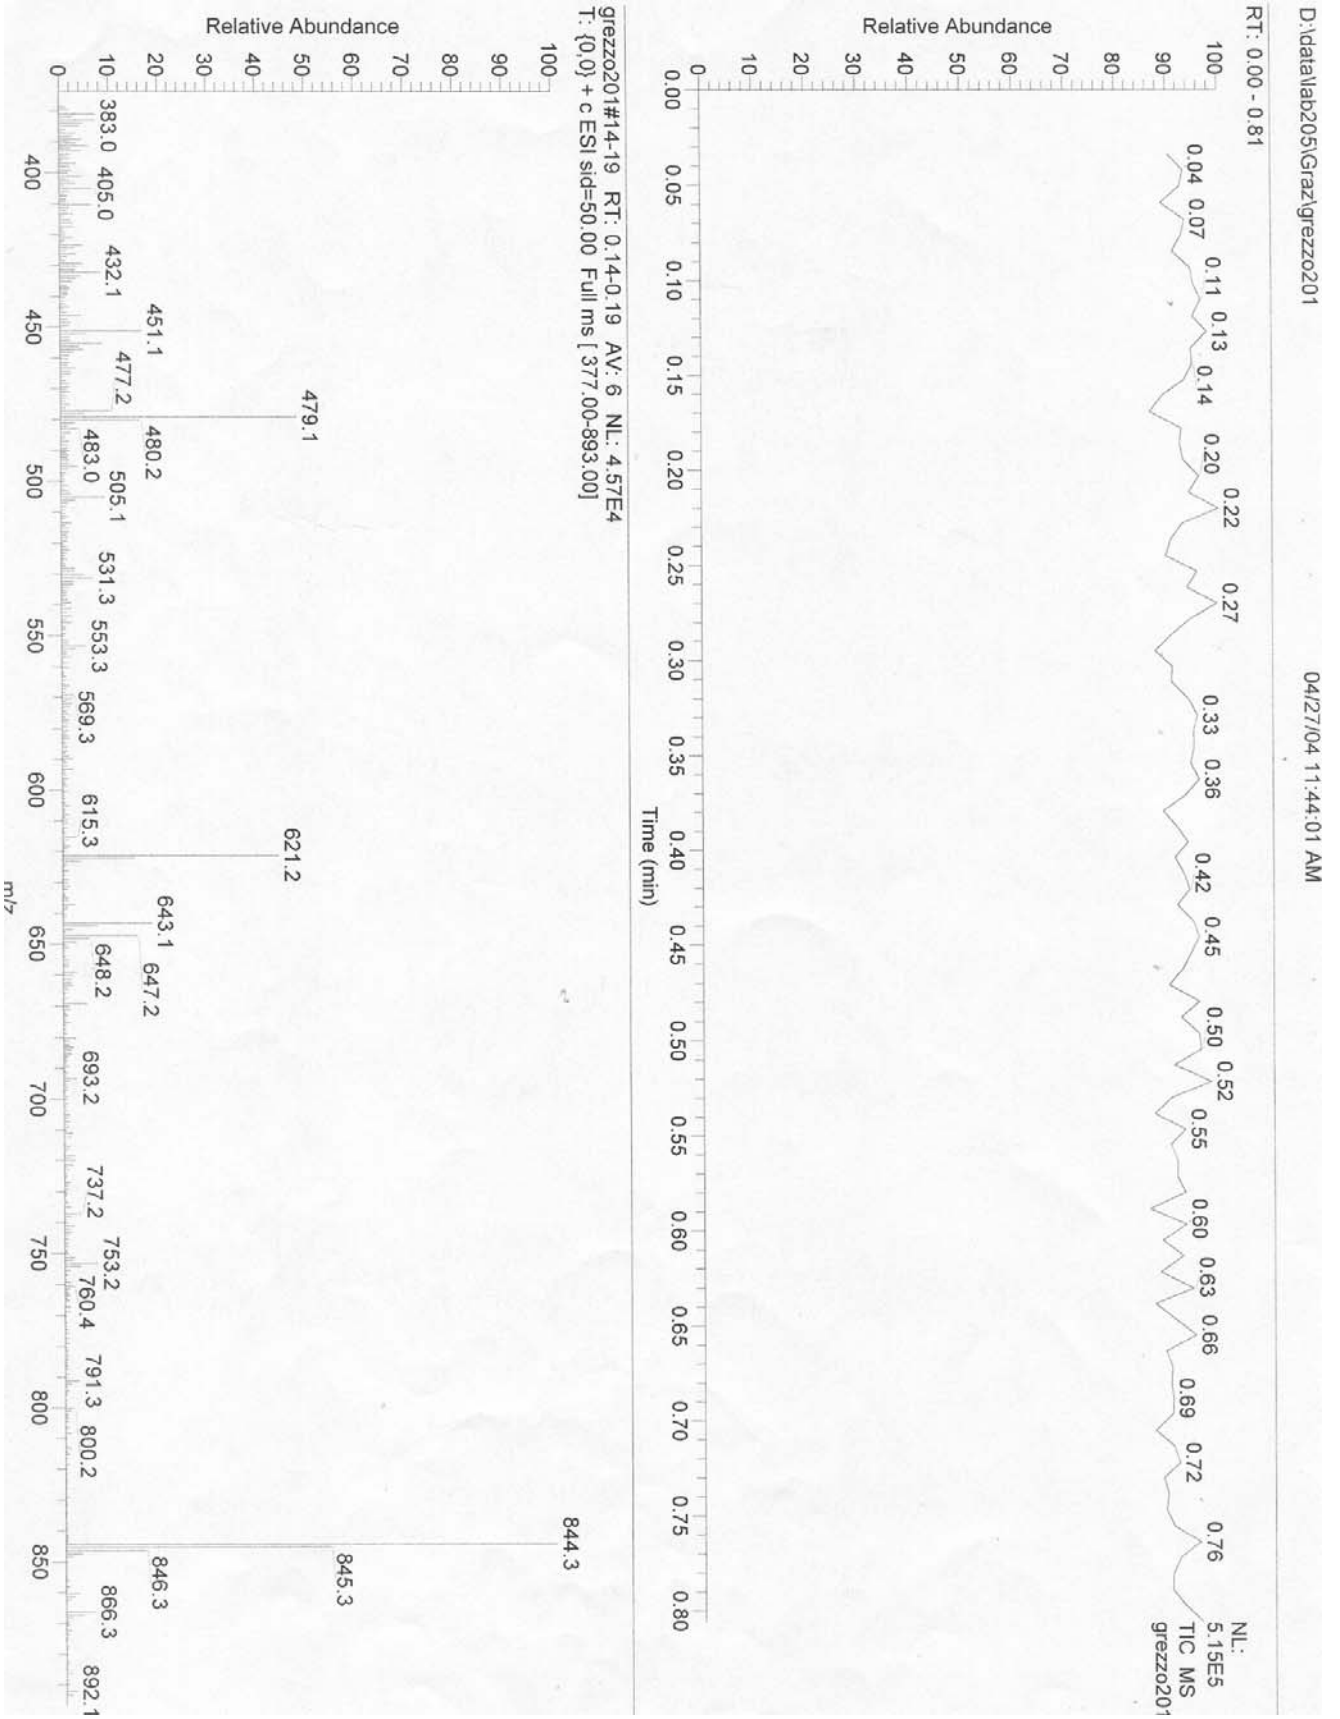 D:\data\lab205\Graz\grezzo201 04/27/04 11:44:01 AM
RT: 0.00 - 0.81
NL:
5.15E5
TIC MS
grezzo201
0.04 0.07 0.11 0.13 0.14 0.20 0.22 0.27 0.33 0.36 0.42 0.45 0.50 0.52 0.55 0.60 0.63 0.66 0.69 0.72 0.76
100
90
80
70
60
50
40
30
20
10
0
Relative Abundance
0.00 0.05 0.10 0.15 0.20 0.25 0.30 0.35 0.40 0.45 0.50 0.55 0.60 0.65 0.70 0.75 0.80
Time (min)
grezzo201#14-19 RT: 0.14-0.19 AV: 6 NL: 4.57E4
T: {0,0} + c ESI sid=50.00 Full ms [ 377.00-893.00]
844.3
100
90
80
70
60
50
40
30
20
10
0
Relative Abundance
479.1
621.2
845.3
451.1
480.2
643.1
647.2
846.3
477.2
383.0 405.0 432.1 483.0 505.1 531.3 553.3 569.3 615.3 648.2 693.2 737.2 753.2 760.4 791.3 800.2 866.3 892.1
400 450 500 550 600 650 700 750 800 850
m/z